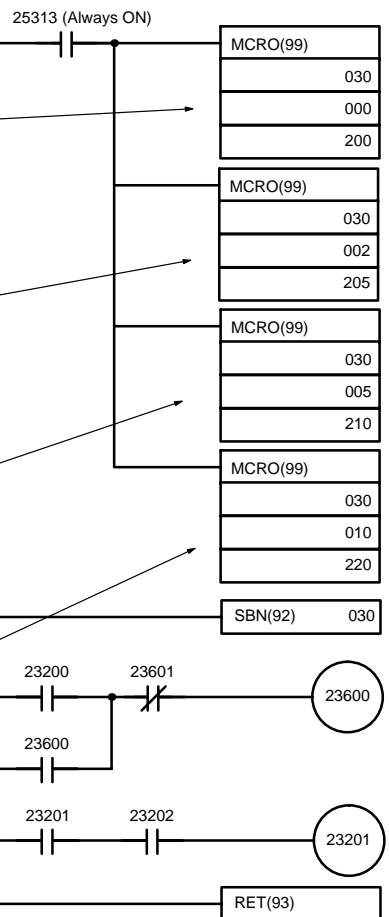 25313 (Always ON)
MCRO(99)
030
000
200
MCRO(99)
030
002
205
MCRO(99)
030
005
210
MCRO(99)
030
010
220
SBN(92) 030
23200 23601
23600
23600
23201 23202
23201
RET(93)